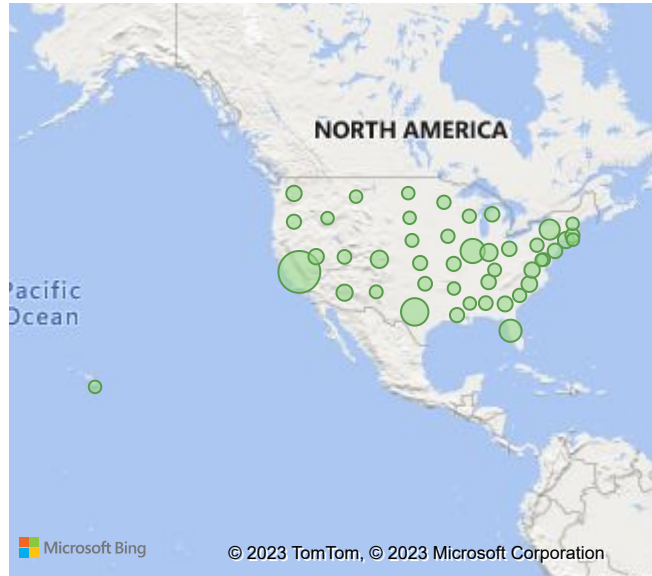 NORTH AMERICA
Pacific
Ocean
Microsoft Bing
© 2023 TomTom, © 2023 Microsoft Corporation